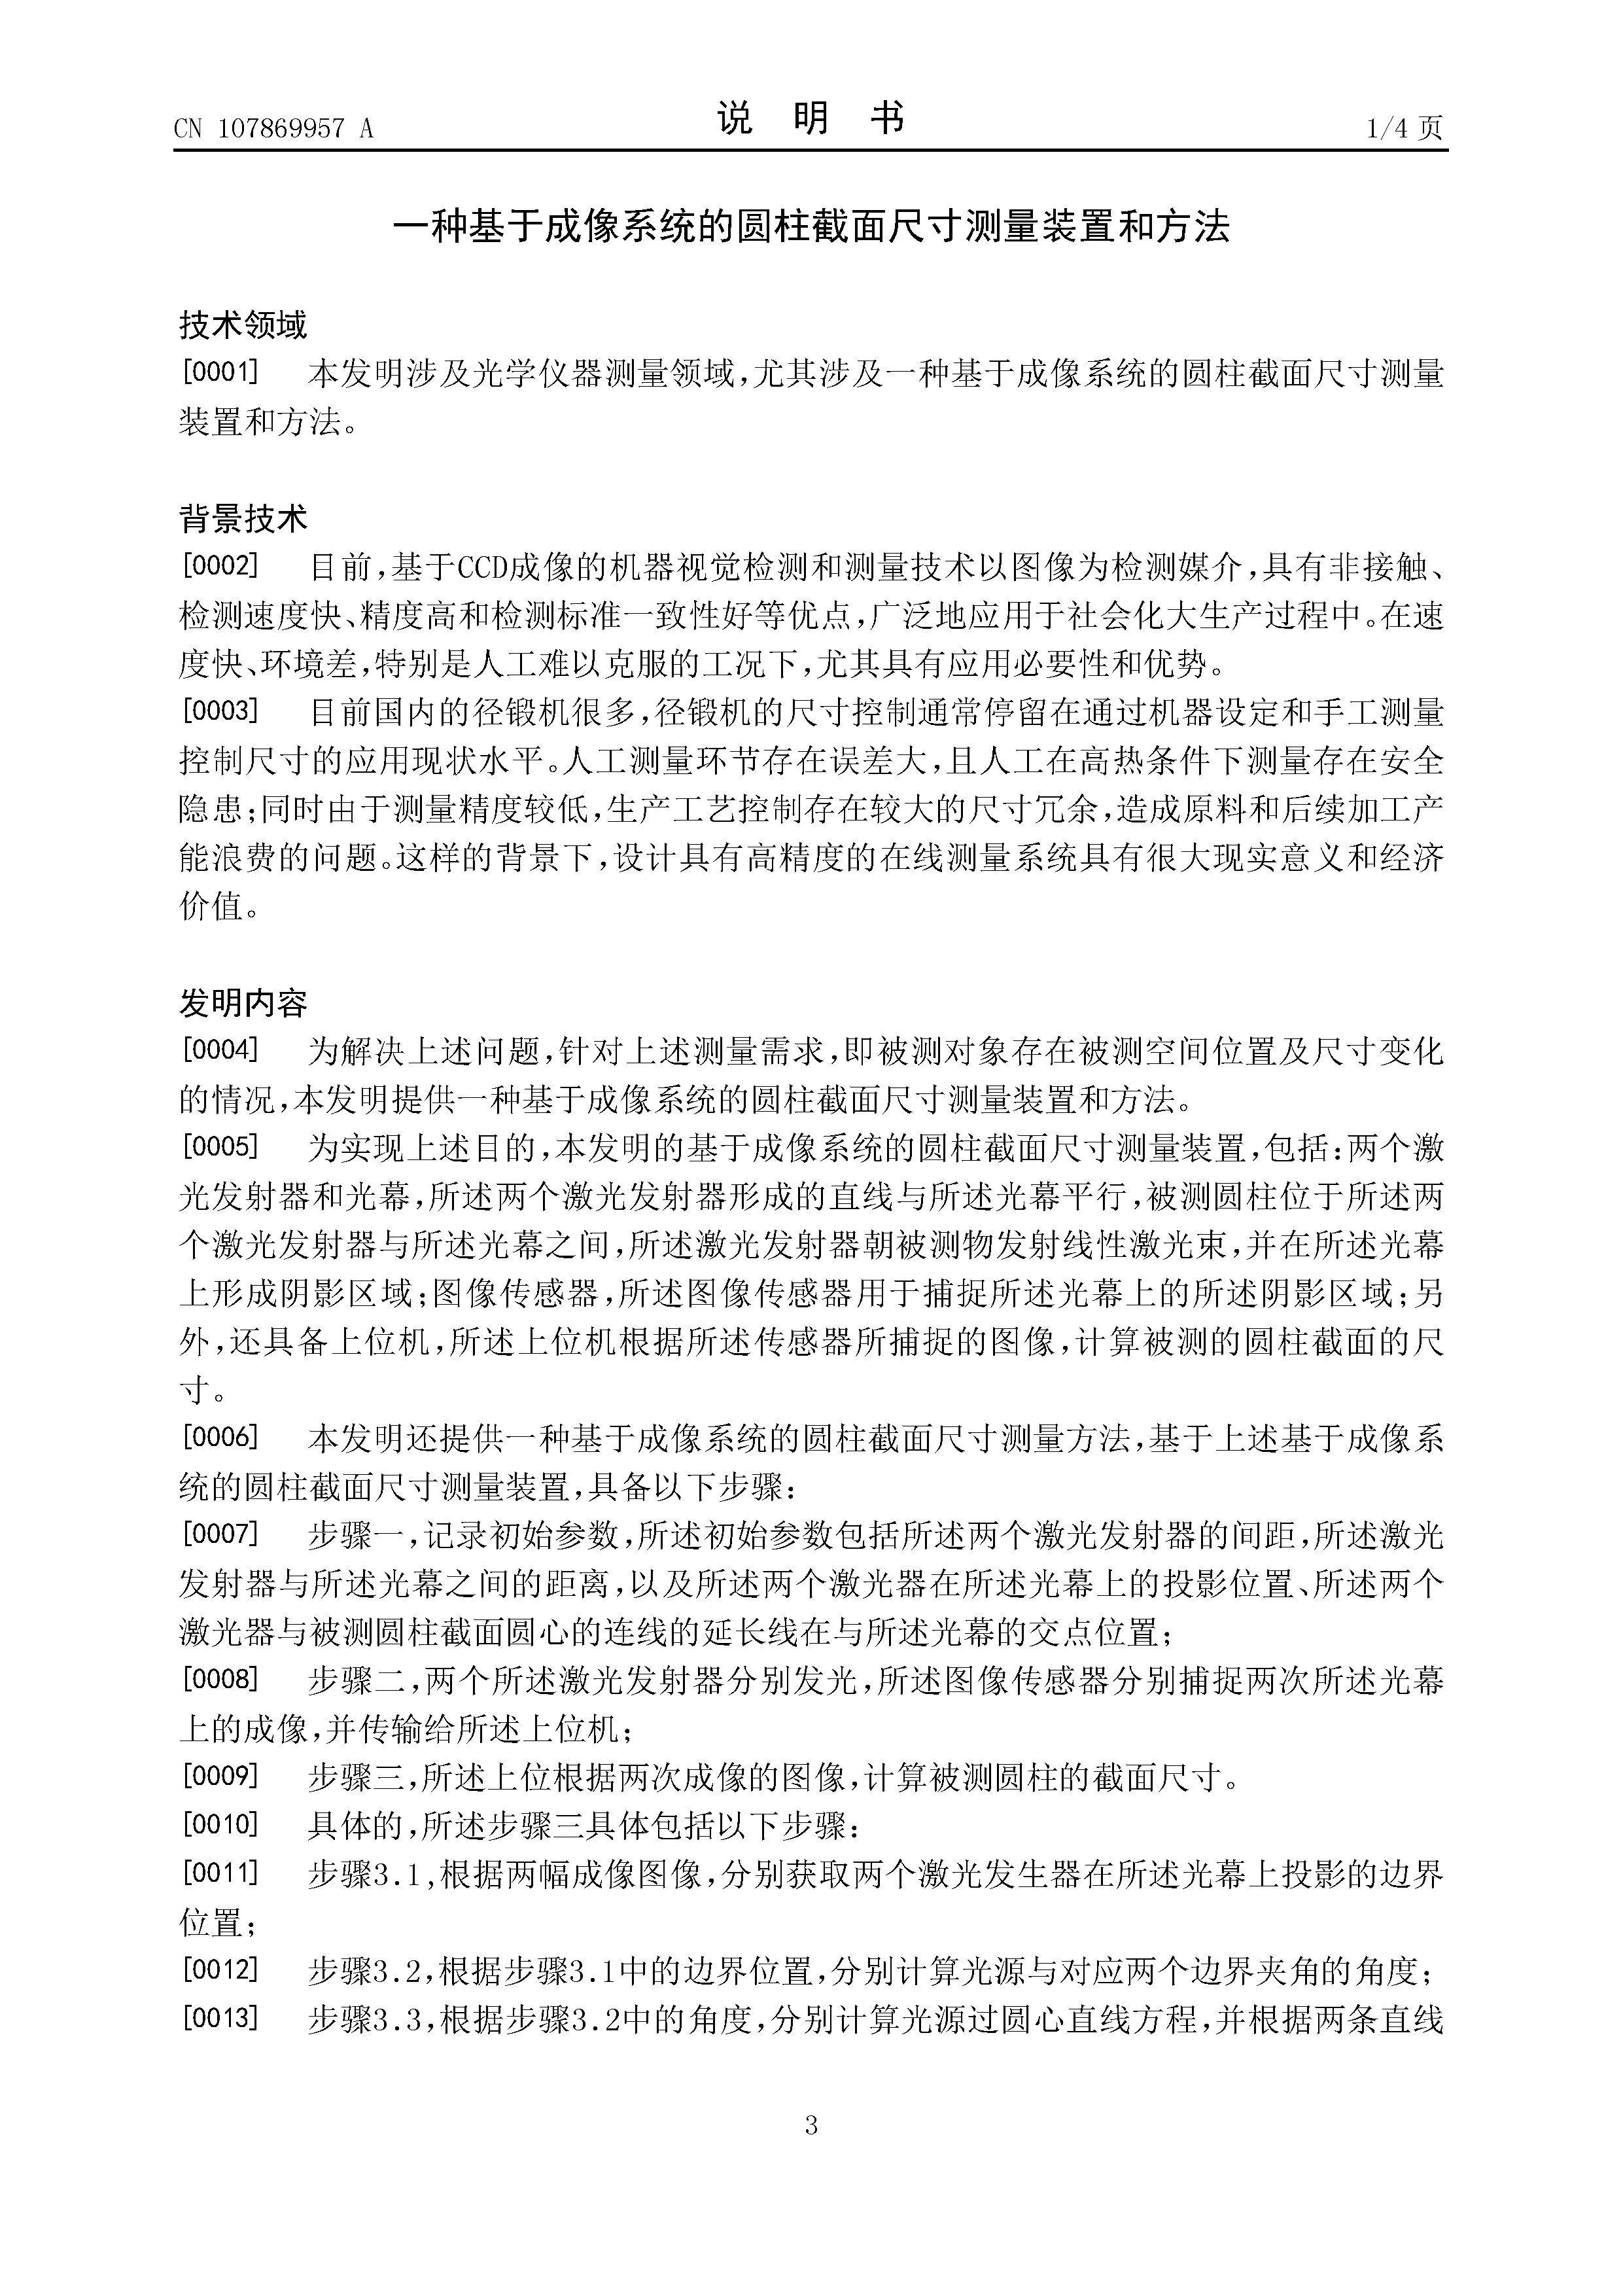 CN 107869957 A
说 明 书
1/4 页
一种基于成像系统的圆柱截面尺寸测量装置和方法
技术领域
[0001] 本发明涉及光学仪器测量领域,尤其涉及一种基于成像系统的圆柱截面尺寸测量
装置和方法。
背景技术
[0002] 目前,基于CCD成像的机器视觉检测和测量技术以图像为检测媒介,具有非接触、
检测速度快、精度高和检测标准一致性好等优点,广泛地应用于社会化大生产过程中。在速
度快、环境差,特别是人工难以克服的工况下,尤其具有应用必要性和优势。
[0003] 目前国内的径锻机很多,径锻机的尺寸控制通常停留在通过机器设定和手工测量
控制尺寸的应用现状水平。人工测量环节存在误差大,且人工在高热条件下测量存在安全
隐患;同时由于测量精度较低,生产工艺控制存在较大的尺寸冗余,造成原料和后续加工产
能浪费的问题。这样的背景下,设计具有高精度的在线测量系统具有很大现实意义和经济
价值。
发明内容
[0004] 为解决上述问题,针对上述测量需求,即被测对象存在被测空间位置及尺寸变化
的情况,本发明提供一种基于成像系统的圆柱截面尺寸测量装置和方法。
[0005] 为实现上述目的,本发明的基于成像系统的圆柱截面尺寸测量装置,包括:两个激
光发射器和光幕,所述两个激光发射器形成的直线与所述光幕平行,被测圆柱位于所述两
个激光发射器与所述光幕之间,所述激光发射器朝被测物发射线性激光束,并在所述光幕
上形成阴影区域;图像传感器,所述图像传感器用于捕捉所述光幕上的所述阴影区域;另
外,还具备上位机,所述上位机根据所述传感器所捕捉的图像,计算被测的圆柱截面的尺
寸。
[0006] 本发明还提供一种基于成像系统的圆柱截面尺寸测量方法,基于上述基于成像系
统的圆柱截面尺寸测量装置,具备以下步骤:
[0007] 步骤一,记录初始参数,所述初始参数包括所述两个激光发射器的间距,所述激光
发射器与所述光幕之间的距离,以及所述两个激光器在所述光幕上的投影位置、所述两个
激光器与被测圆柱截面圆心的连线的延长线在与所述光幕的交点位置;
[0008] 步骤二,两个所述激光发射器分别发光,所述图像传感器分别捕捉两次所述光幕
上的成像,并传输给所述上位机;
[0009] 步骤三,所述上位根据两次成像的图像,计算被测圆柱的截面尺寸。
[0010] 具体的,所述步骤三具体包括以下步骤:
[0011] 步骤3.1,根据两幅成像图像,分别获取两个激光发生器在所述光幕上投影的边界
位置;
[0012] 步骤3.2,根据步骤3.1中的边界位置,分别计算光源与对应两个边界夹角的角度;
[0013] 步骤3.3,根据步骤3.2中的角度,分别计算光源过圆心直线方程,并根据两条直线
3